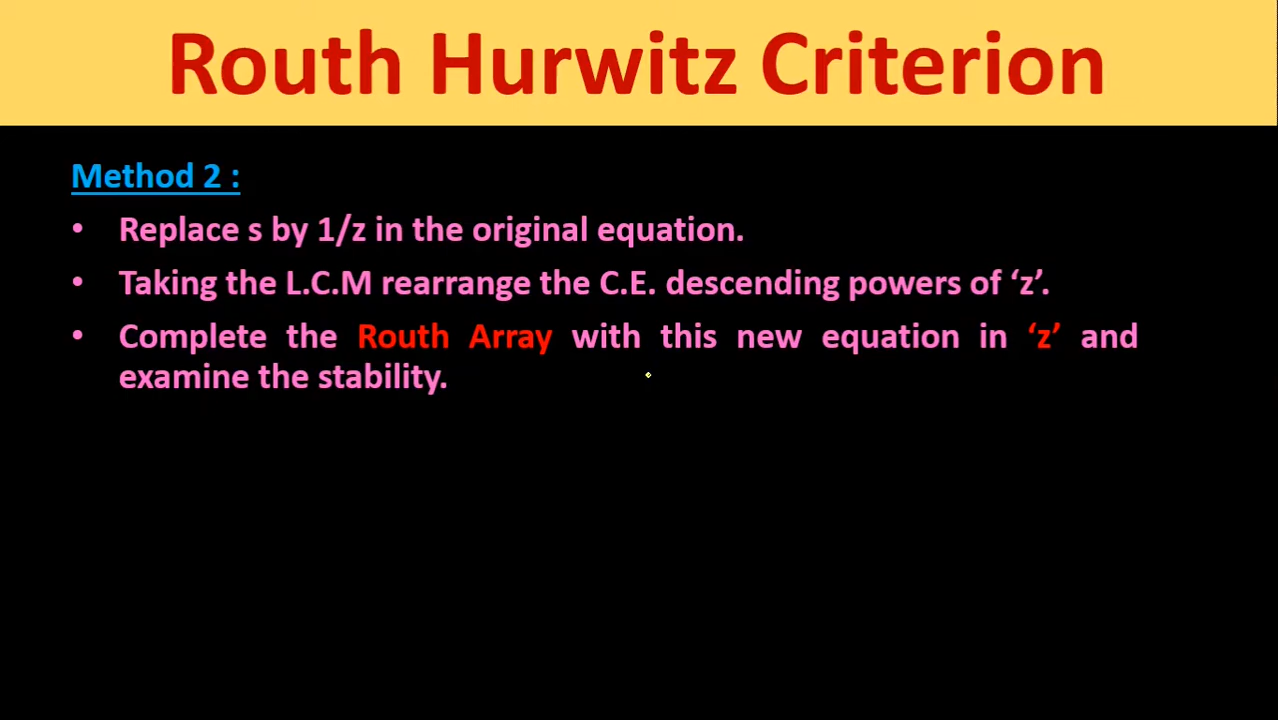 Routh Hurwitz Criterion
Method 2 :
• Replace s by 1/z in the original equation.
• Taking the L.C.M rearrange the C.E. descending powers of ‘z’.
• Complete the Routh Array with this new equation in ‘z’ and
examine the stability.